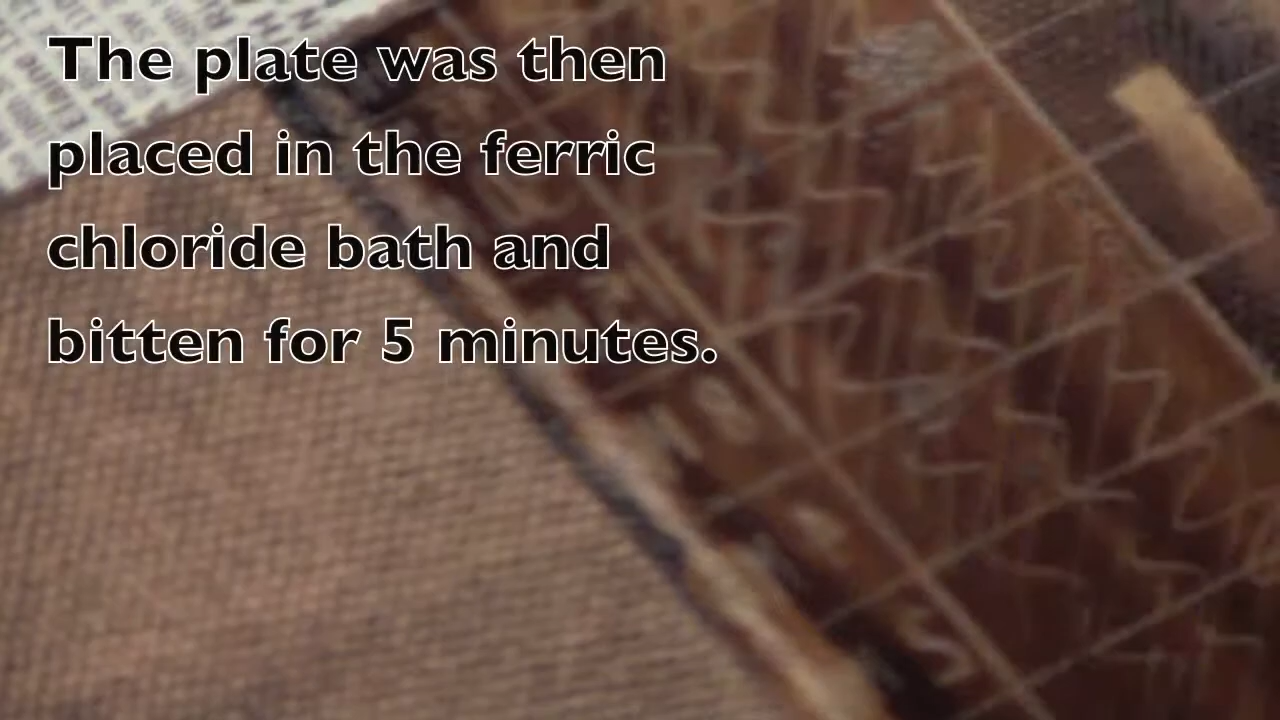 The plate was then
placed in the ferric
chloride bath and
bitten for 5 minutes.